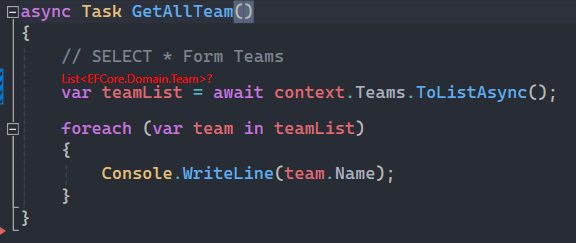 async Task GetAllTeam()
{
// SELECT * Form Teams
List<EFCore.Domain.Team>?
var teamList = await context.Teams.ToListAsync();
foreach (var team in teamList)
{
Console.WriteLine(team.Name);
}
}